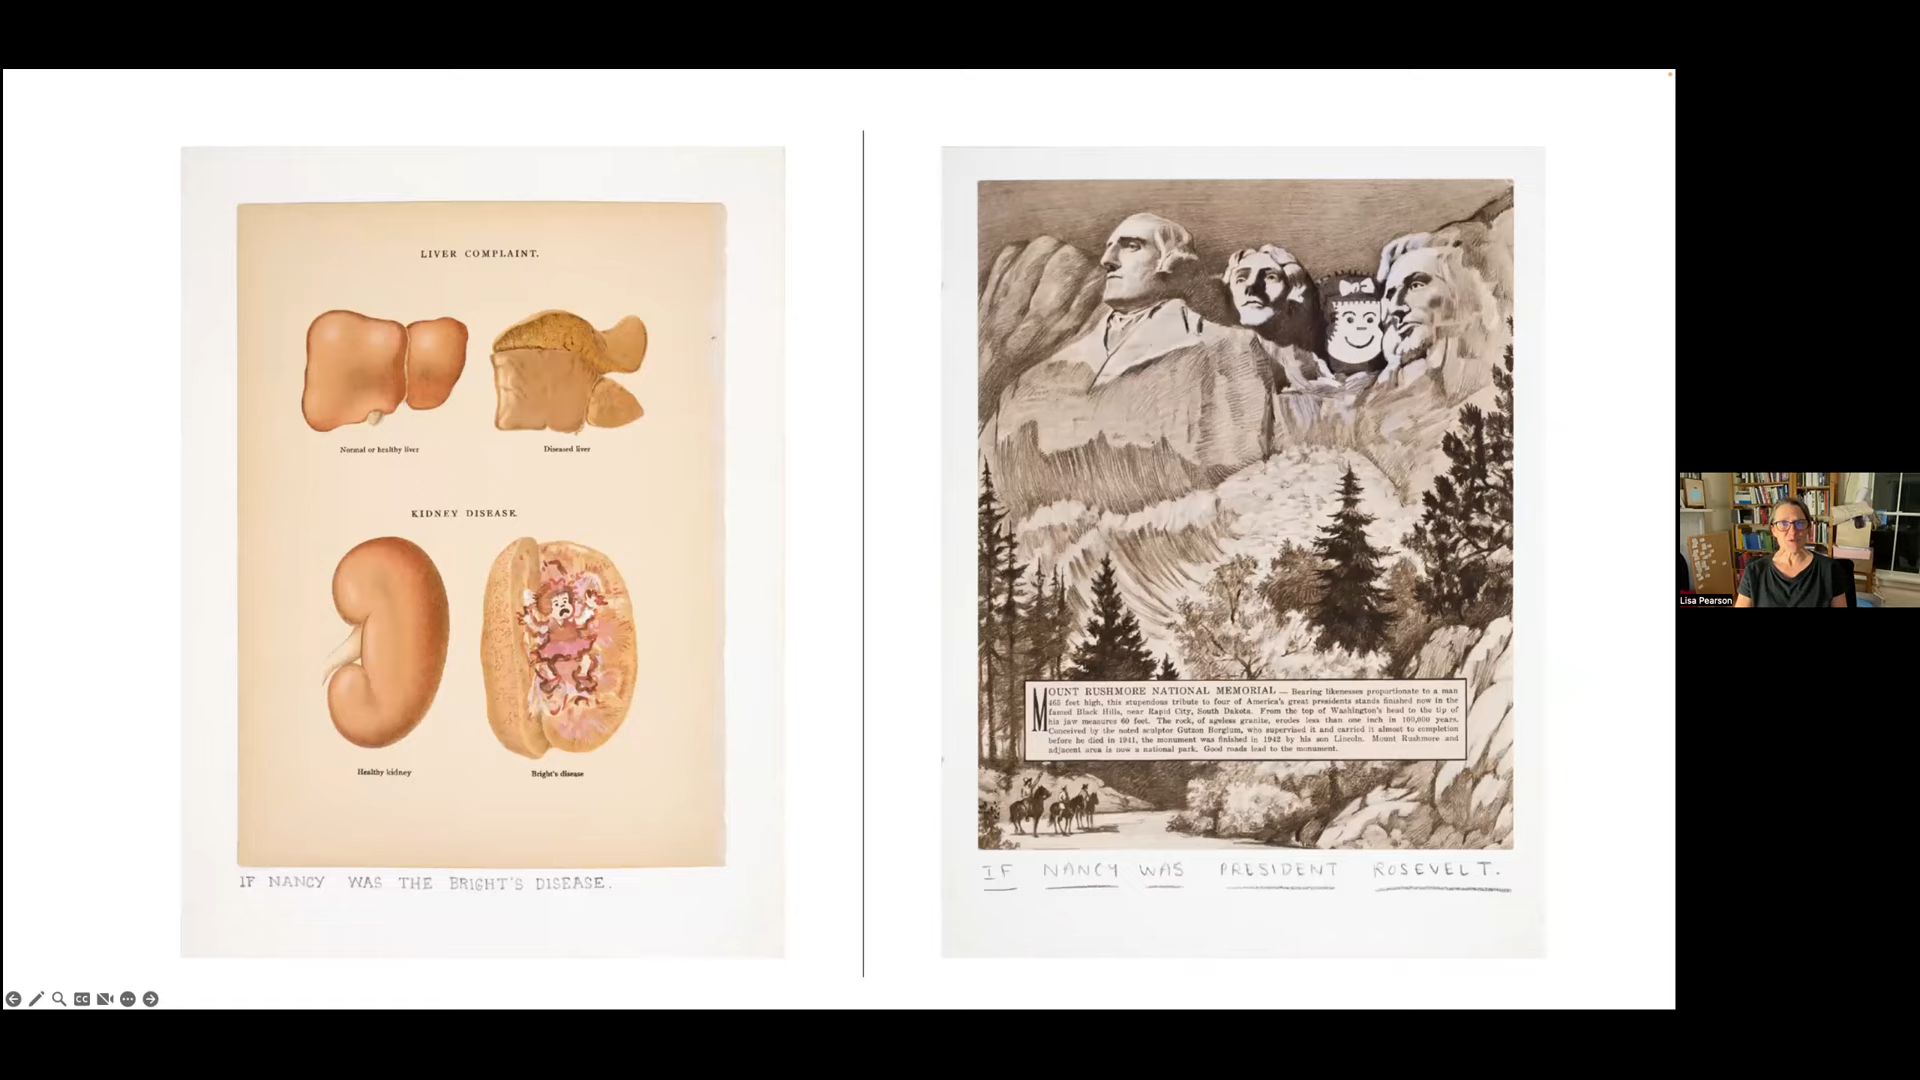 LIVER COMPLAINT.
Normal or healthy liver
Diseased liver
KIDNEY DISEASE.
Healthy kidney
Bright's disease
IF NANCY WAS THE BRIGHT'S DISEASE.
MOUNT RUSHMORE NATIONAL MEMORIAL — Bearing likenesses proportionate to a man
465 feet high, this stupendous tribute to four of America's great presidents stands finished now in the
famed Black Hills, near Rapid City, South Dakota. From the top of Washington's head to the tip of
his jaw measures 60 feet. The rock, of ageless granite, erodes less than one inch in 100,000 years.
Conceived by the noted sculptor Gutzon Borglum, who supervised it and carried it almost to completion
before he died in 1941, the monument was finished in 1942 by his son Lincoln. Mount Rushmore and
adjacent area is now a national park. Good roads lead to the monument.
IF NANCY WAS PRESIDENT ROSEVELT.
Lisa Pearson
CC